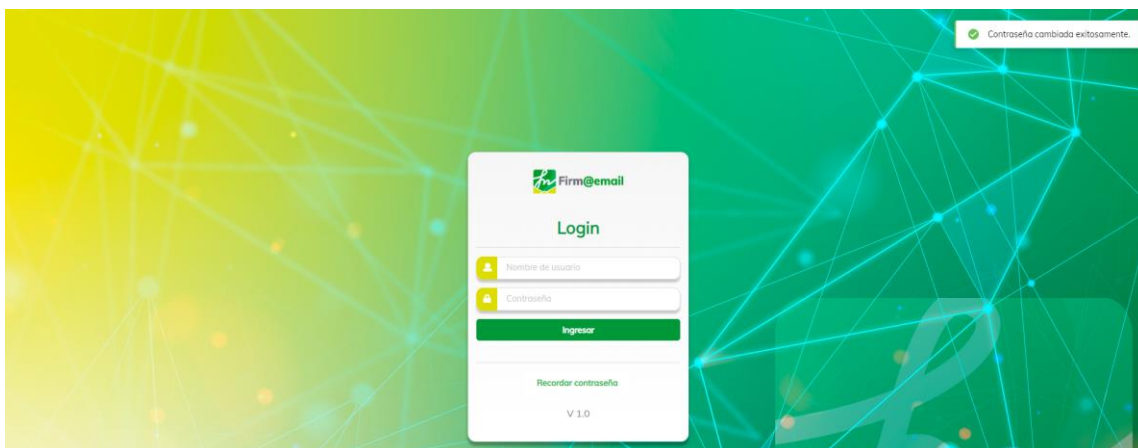 Contraseña cambiada exitosamente.
Firm@email
Login
Nombre de usuario
Contraseña
Ingresar
Recordar contraseña
V 1.0